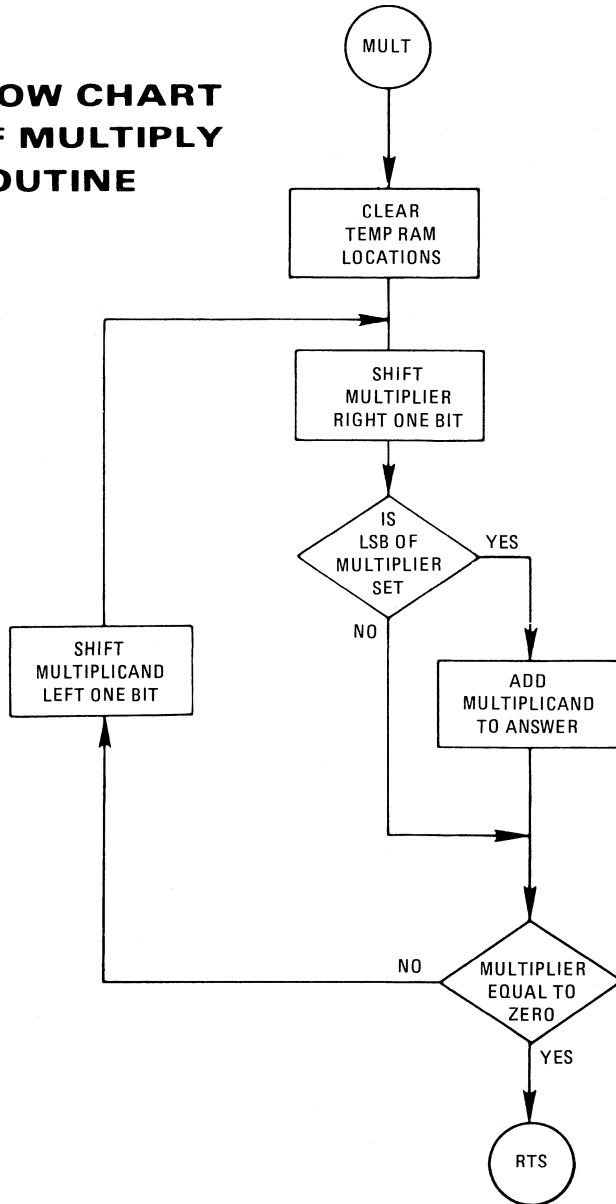 OW CHART
F MULTIPLY
OUTINE
MULT
CLEAR
TEMP RAM
LOCATIONS
SHIFT
MULTIPLIER
RIGHT ONE BIT
IS
LSB OF
MULTIPLIER
SET
YES
NO
SHIFT
MULTIPLICAND
LEFT ONE BIT
ADD
MULTIPLICAND
TO ANSWER
NO
MULTIPLIER
EQUAL TO
ZERO
YES
RTS